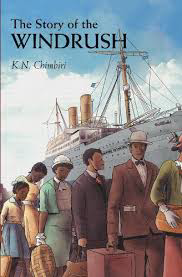 The Story of the
WINDRUSH
K.N. Chimbiri